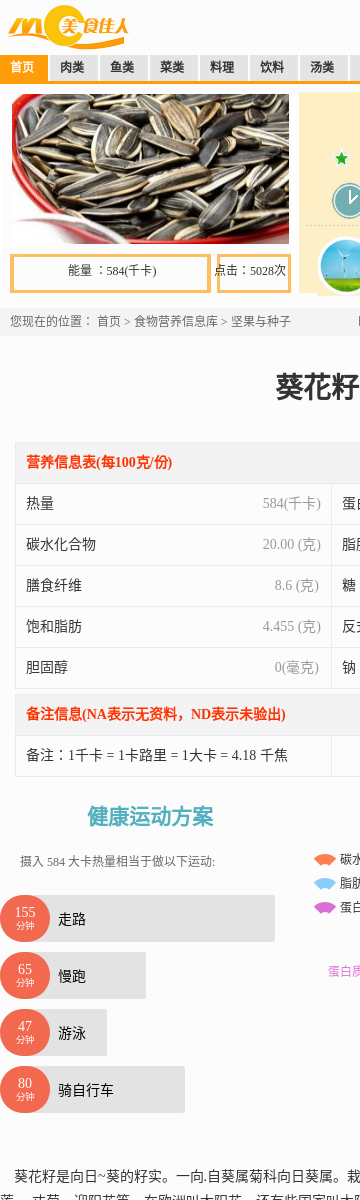 美食佳人
首页 肉类 鱼类 菜类 料理 饮料 汤类
能量 ：584(千卡) 点击：5028次
您现在的位置： 首页 > 食物营养信息库 > 坚果与种子
葵花籽
营养信息表(每100克/份)
热量 584(千卡)
碳水化合物 20.00 (克) 脂肪
膳食纤维 8.6 (克) 糖
饱和脂肪 4.455 (克)
胆固醇 0(毫克) 钠
备注信息(NA表示无资料，ND表示未验出)
备注：1千卡 = 1卡路里 = 1大卡 = 4.18 千焦
健康运动方案
摄入 584 大卡热量相当于做以下运动:
碳水
脂肪
蛋白
蛋白质
155 分钟 走路
65 分钟 慢跑
47 分钟 游泳
80 分钟 骑自行车
葵花籽是向日~葵的籽实。一向.自葵属菊科向日葵属。栽